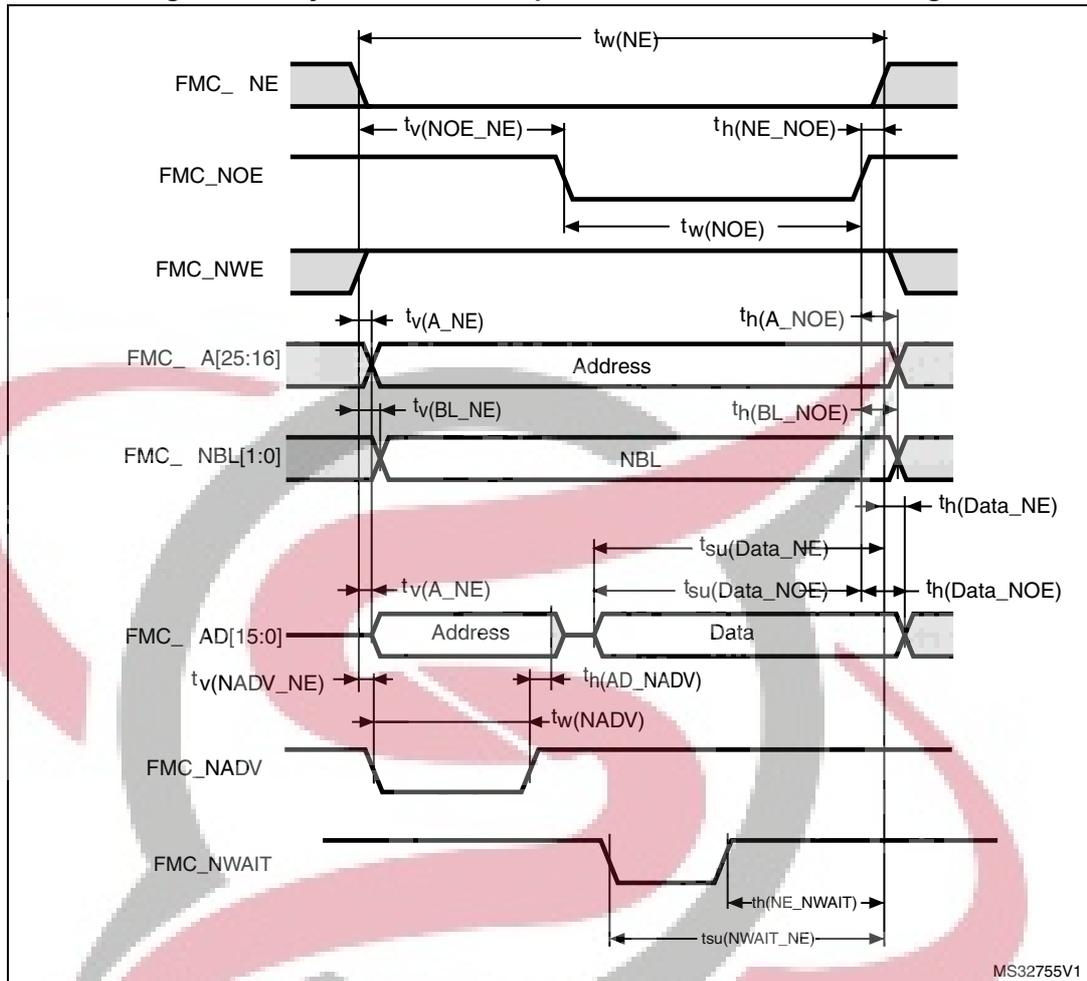 tw(NE)
FMC_ NE
tv(NOE_NE)
th(NE_NOE)
FMC_NOE
tw(NOE)
FMC_NWE
tv(A_NE)
th(A_NOE)
FMC_ A[25:16]
Address
tv(BL_NE)
th(BL_NOE)
FMC_ NBL[1:0]
NBL
th(Data_NE)
tsu(Data_NE)
tv(A_NE)
tsu(Data_NOE)
th(Data_NOE)
FMC_ AD[15:0]
Address
Data
tv(NADV_NE)
th(AD_NADV)
tw(NADV)
FMC_NADV
FMC_NWAIT
th(NE_NWAIT)
tsu(NWAIT_NE)
MS32755V1